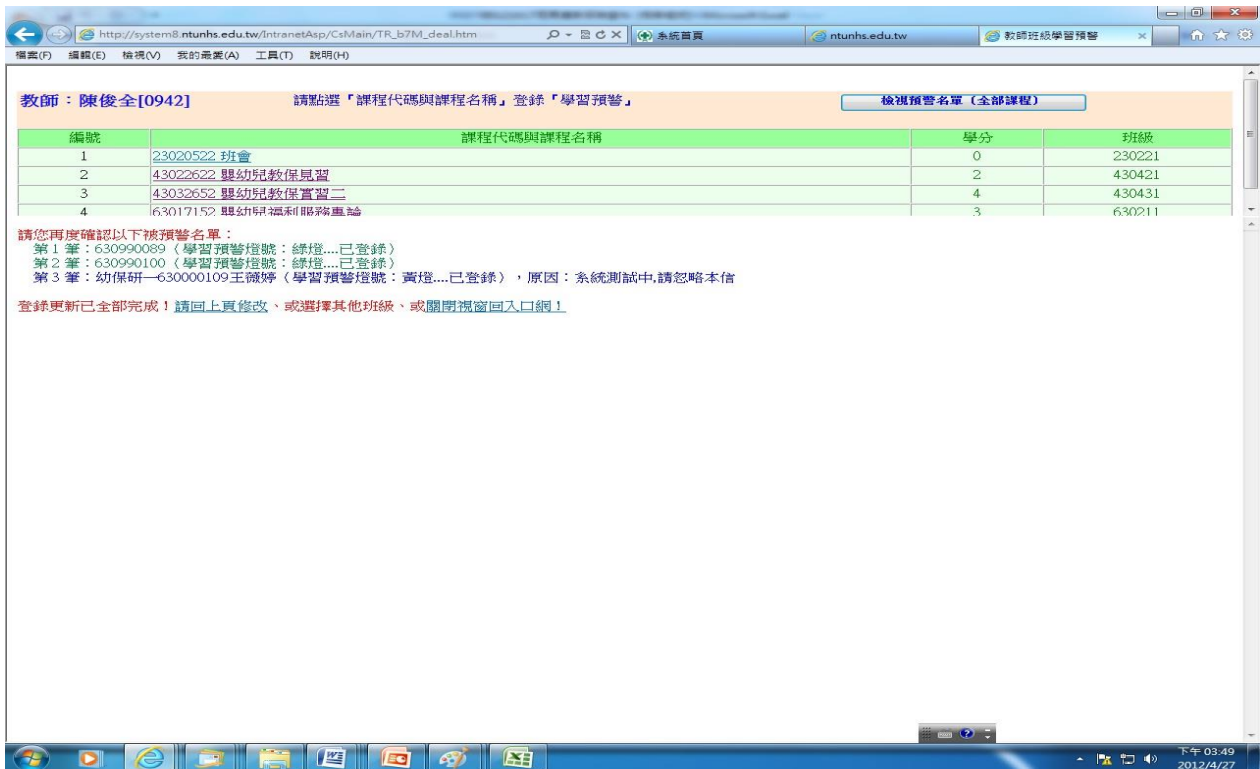 http://system8.ntunhs.edu.tw/IntranetAsp/CsMain/TR_b7M_deal.htm
系統首頁
ntunhs.edu.tw
教師班級學習預警
檔案(F) 編輯(E) 檢視(V) 我的最愛(A) 工具(T) 說明(H)
教師：陳俊全[0942] 請點選「課程代碼與課程名稱」登錄「學習預警」 檢視預警名單（全部課程）
編號 課程代碼與課程名稱 學分 班級
1 23020522 班會 0 230221
2 43022622 嬰幼兒教保見習 2 430421
3 43032652 嬰幼兒教保實習二 4 430431
4 63017152 嬰幼兒福利服務專論 3 630211
請您再度確認以下被預警名單：
第 1 筆：630990089（學習預警燈號：綠燈....已登錄）
第 2 筆：630990100（學習預警燈號：綠燈....已登錄）
第 3 筆：幼保研一630000109王薇婷（學習預警燈號：黃燈....已登錄），原因：系統測試中,請忽略本信
登錄更新已全部完成！請回上頁修改、或選擇其他班級、或關閉視窗回入口網！
下午 03:49
2012/4/27